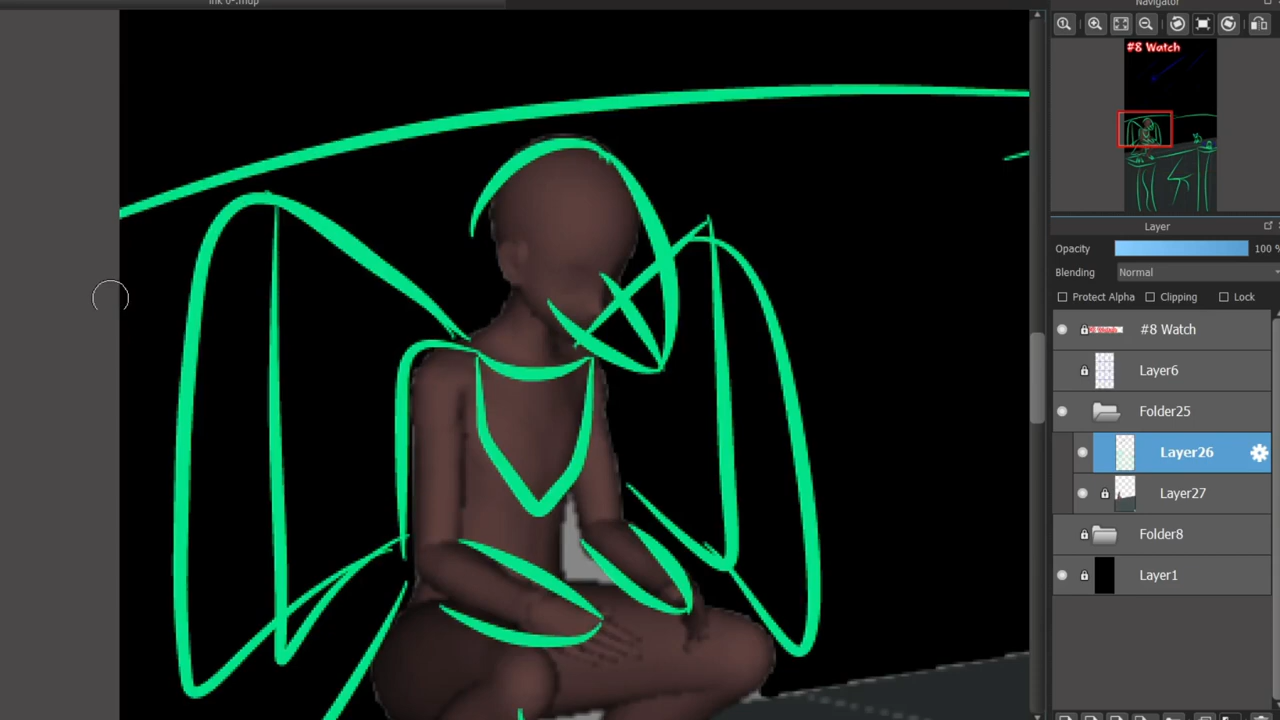 ink 6*.mdp
Navigator
#8 Watch
Layer
Opacity 100 %
Blending Normal
Protect Alpha Clipping Lock
#8 Watch
Layer6
Folder25
Layer26
Layer27
Folder8
Layer1